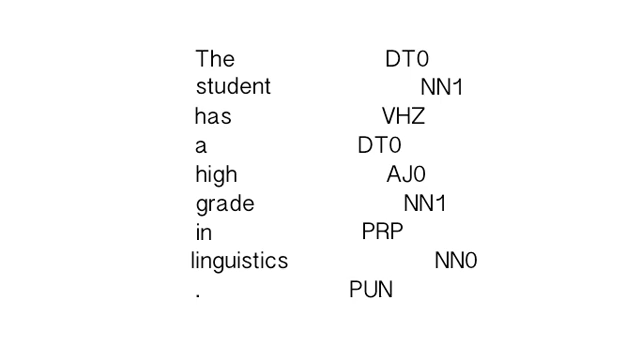 The DT0
student NN1
has VHZ
a DT0
high AJ0
grade NN1
in PRP
linguistics NN0
. PUN